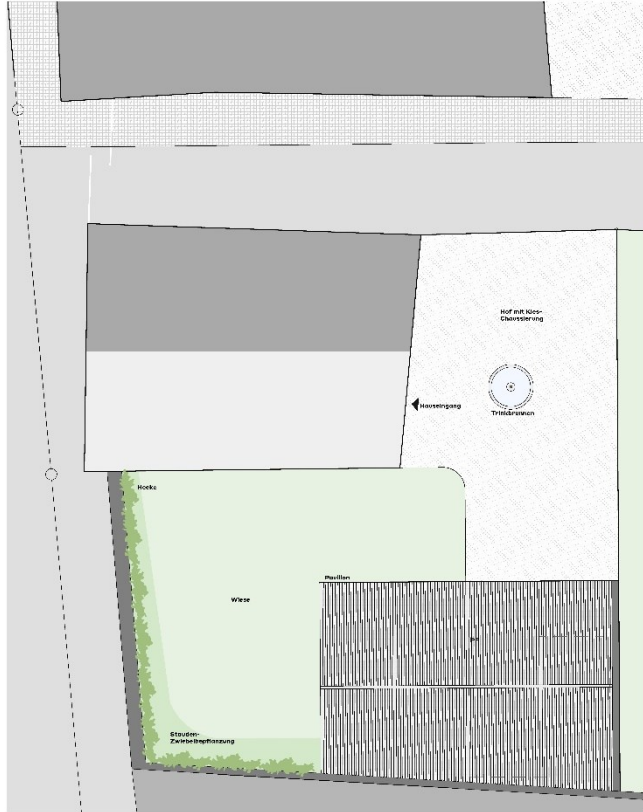 Hof mit Kies-
Chaussierung
Trinkbrunnen
Hauseingang
Hecke
Pavillon
Wiese
Stauden-
Zwiebelbepflanzung